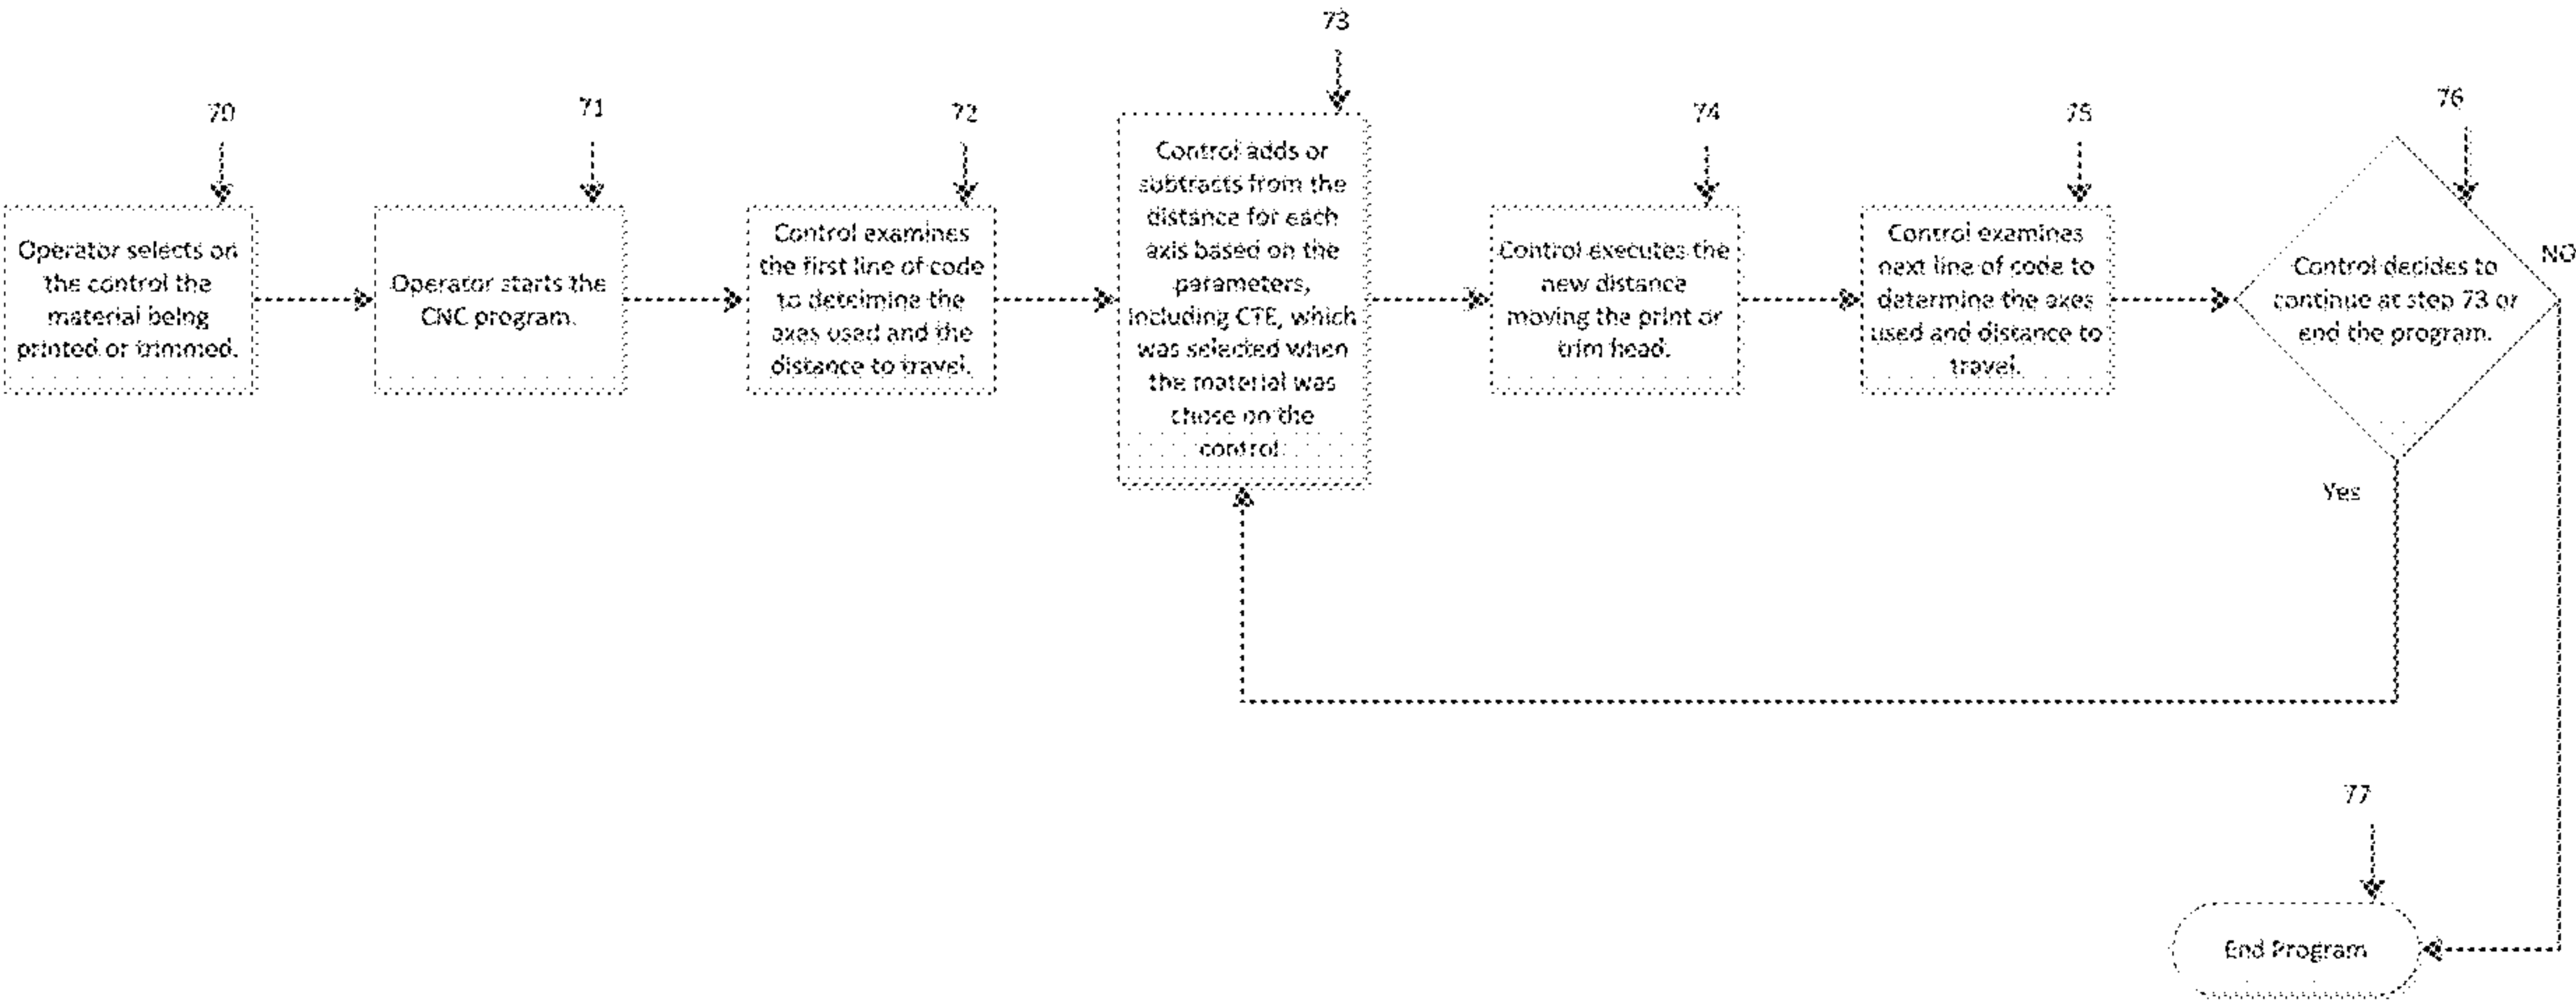 70
Operator selects on
the control the
material being
printed or trimmed.
71
Operator starts the
CNC program.
72
Control examines
the first line of code
to determine the
axes used and the
distance to travel.
73
Control adds or
subtracts from the
distance for each
axis based on the
parameters,
including CTE, which
was selected when
the material was
chose on the
control.
74
Control executes the
new distance
moving the print or
trim head.
75
Control examines
next line of code to
determine the axes
used and distance to
travel.
76
Control decides to
continue at step 73 or
end the program.
NO
Yes
77
End Program